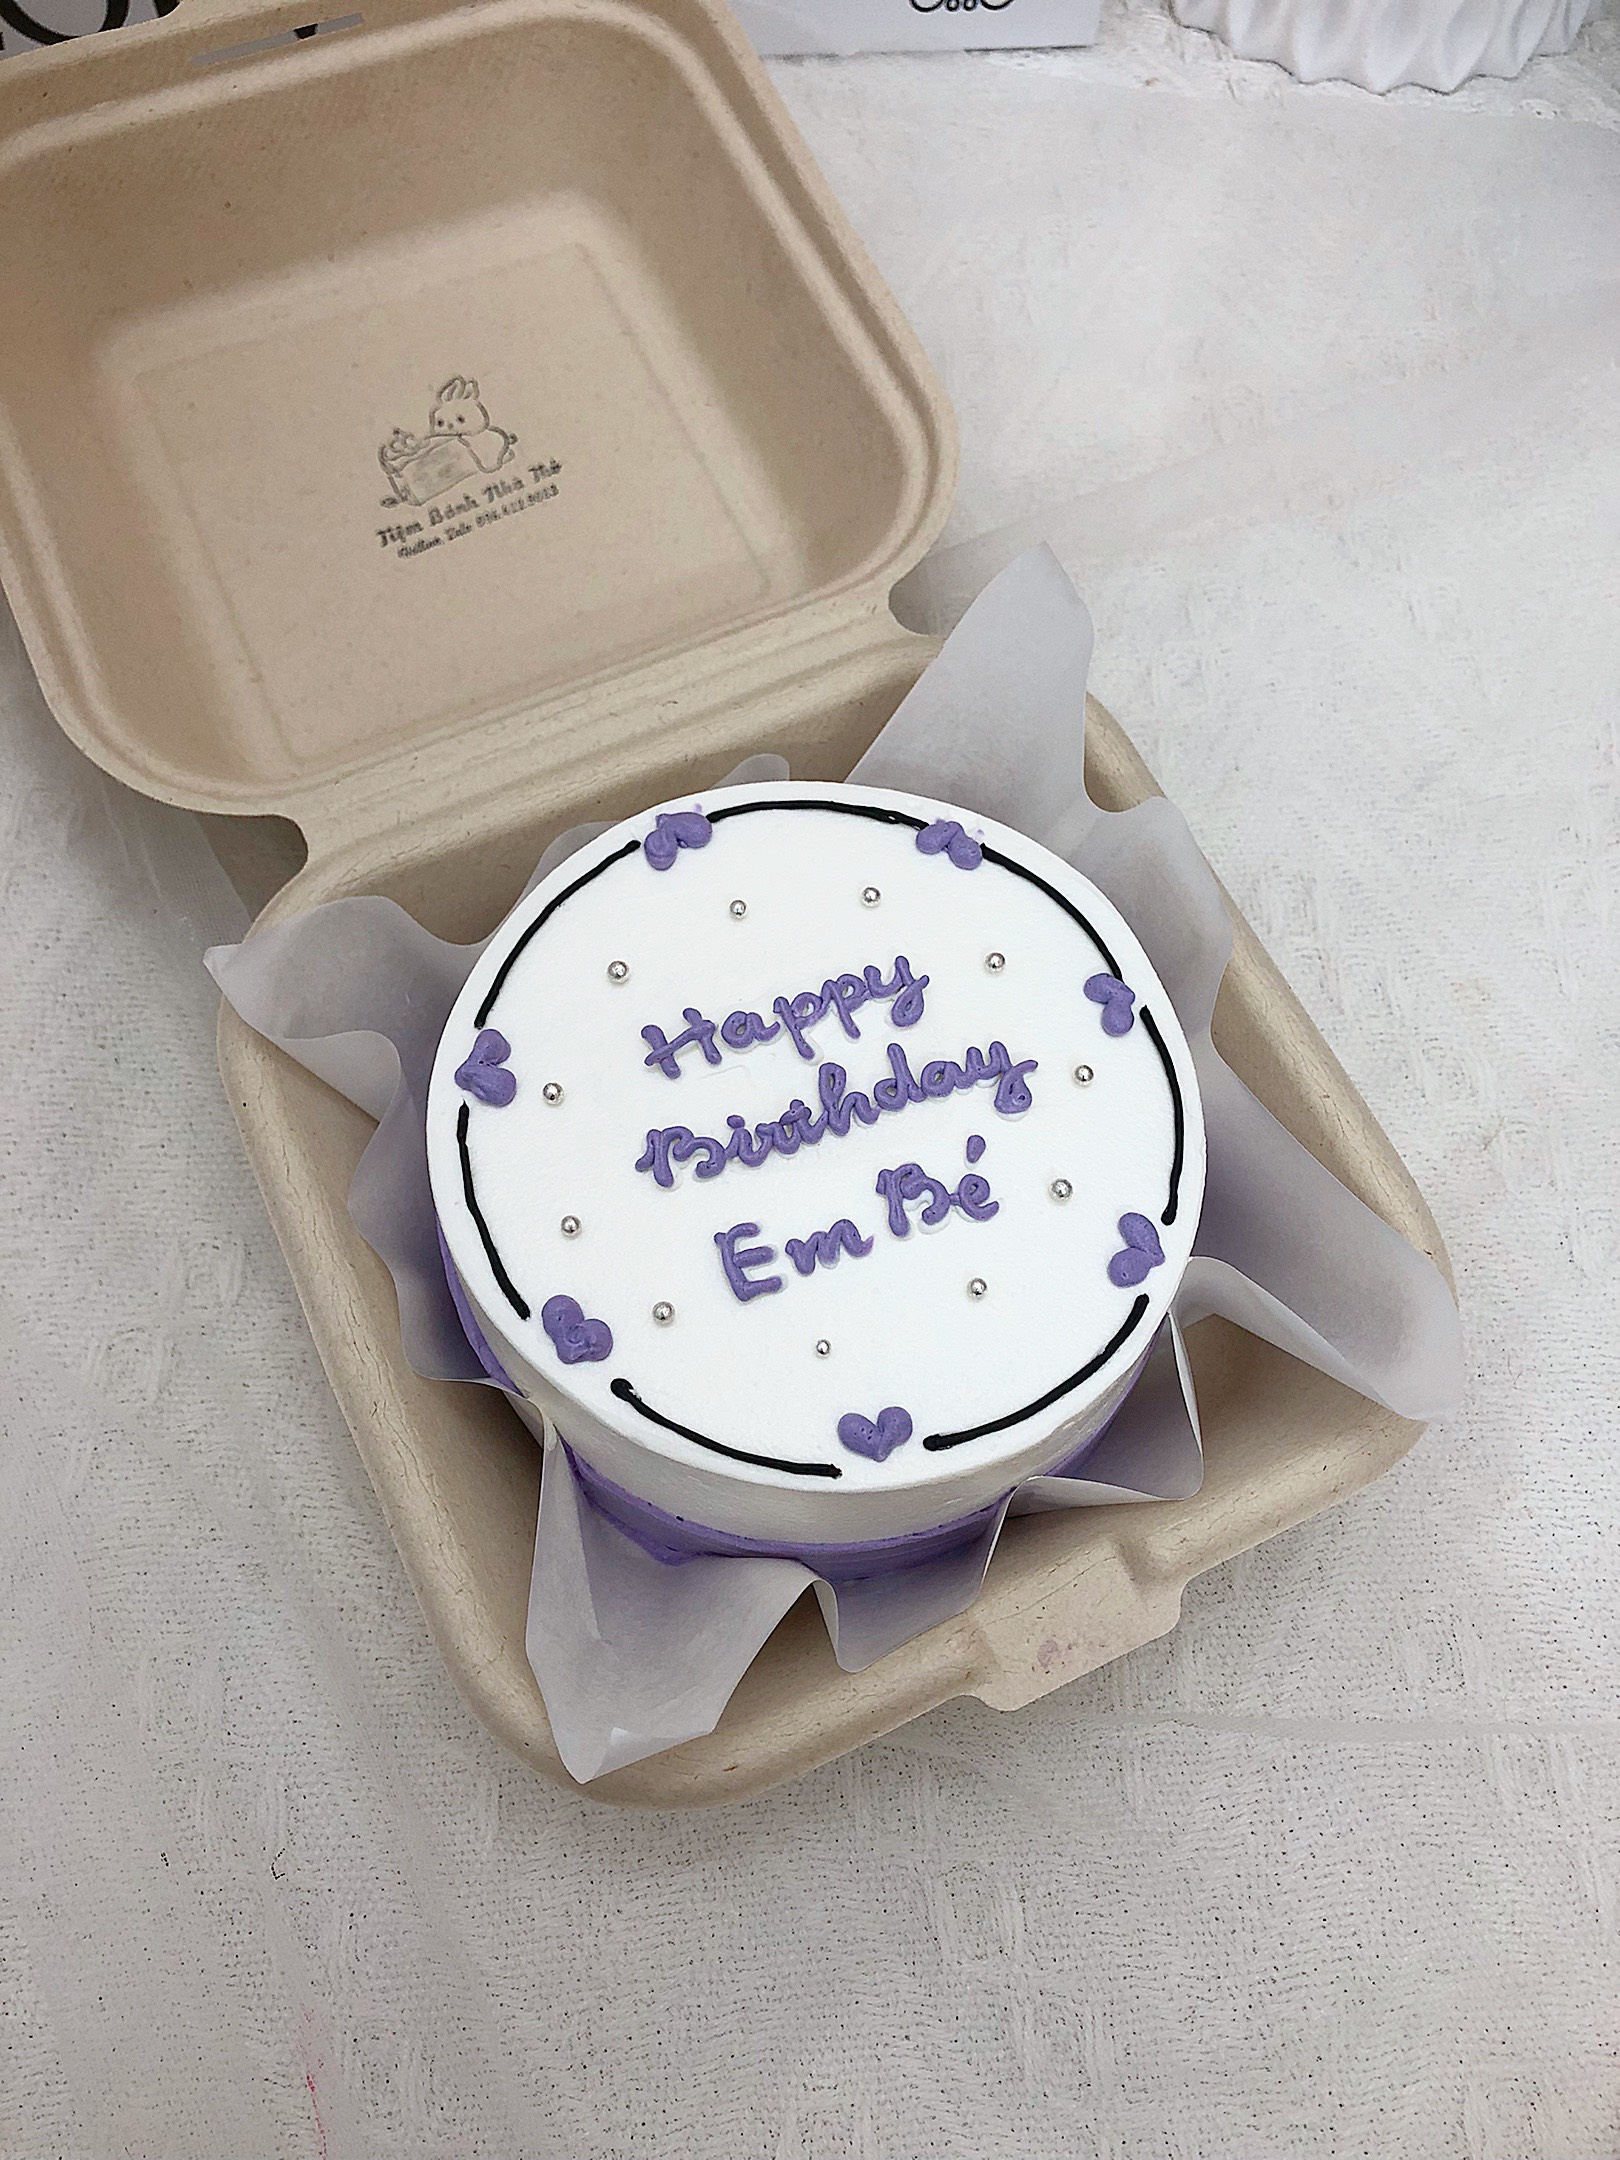 Tiệm Bánh Nhà Thỏ
Happy
Birthday
Em Bé